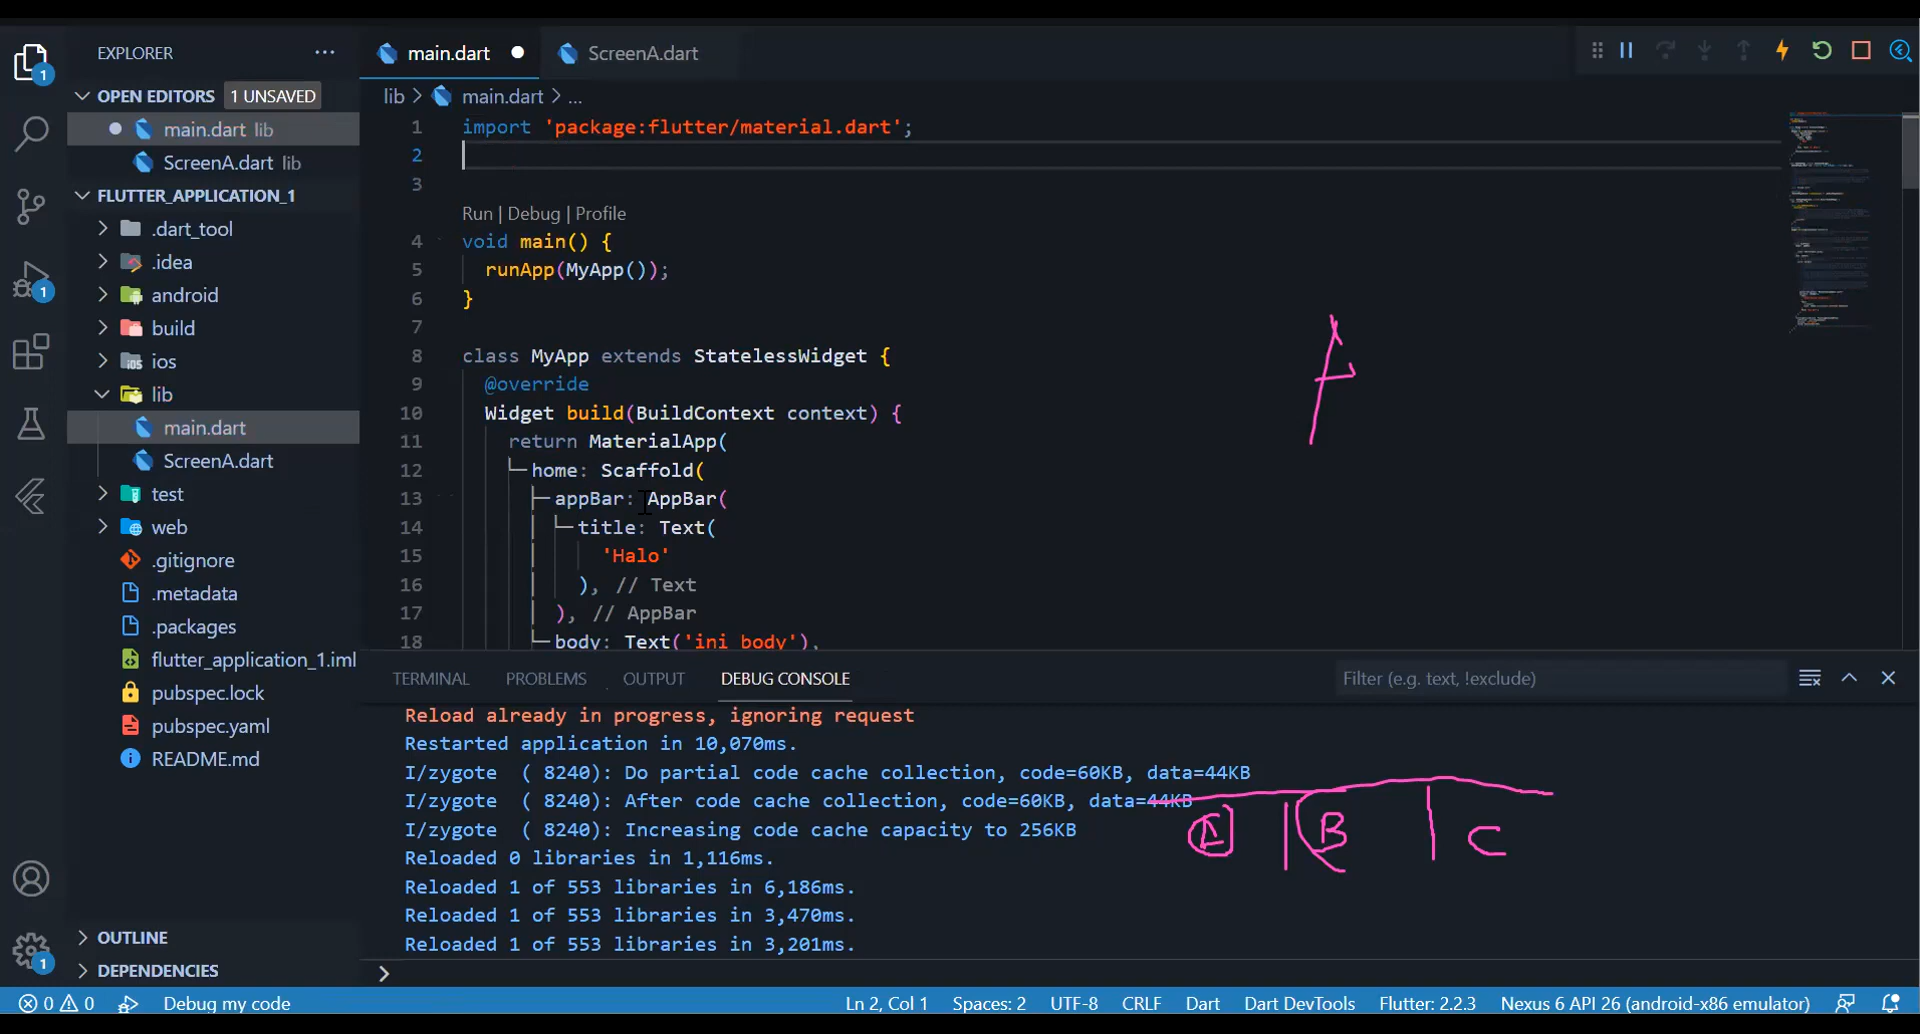 EXPLORER ...
main.dart
ScreenA.dart
OPEN EDITORS 1 UNSAVED
main.dart lib
ScreenA.dart lib
FLUTTER_APPLICATION_1
.dart_tool
.idea
android
build
ios
lib
main.dart
ScreenA.dart
test
web
.gitignore
.metadata
.packages
flutter_application_1.iml
pubspec.lock
pubspec.yaml
README.md
OUTLINE
DEPENDENCIES
1
1
1
lib > main.dart > ...
1 import 'package:flutter/material.dart';
2
3
Run | Debug | Profile
4 void main() {
5 runApp(MyApp());
6 }
7
8 class MyApp extends StatelessWidget {
9 @override
10 Widget build(BuildContext context) {
11 return MaterialApp(
12 home: Scaffold(
13 appBar: AppBar(
14 title: Text(
15 'Halo'
16 ), // Text
17 ), // AppBar
18 body: Text('ini body'),
TERMINAL PROBLEMS OUTPUT DEBUG CONSOLE
Filter (e.g. text, !exclude)
Reload already in progress, ignoring request
Restarted application in 10,070ms.
I/zygote ( 8240): Do partial code cache collection, code=60KB, data=44KB
I/zygote ( 8240): After code cache collection, code=60KB, data=44KB
I/zygote ( 8240): Increasing code cache capacity to 256KB
Reloaded 0 libraries in 1,116ms.
Reloaded 1 of 553 libraries in 6,186ms.
Reloaded 1 of 553 libraries in 3,470ms.
Reloaded 1 of 553 libraries in 3,201ms.
B C
>
0 0 Debug my code Ln 2, Col 1 Spaces: 2 UTF-8 CRLF Dart Dart DevTools Flutter: 2.2.3 Nexus 6 API 26 (android-x86 emulator)